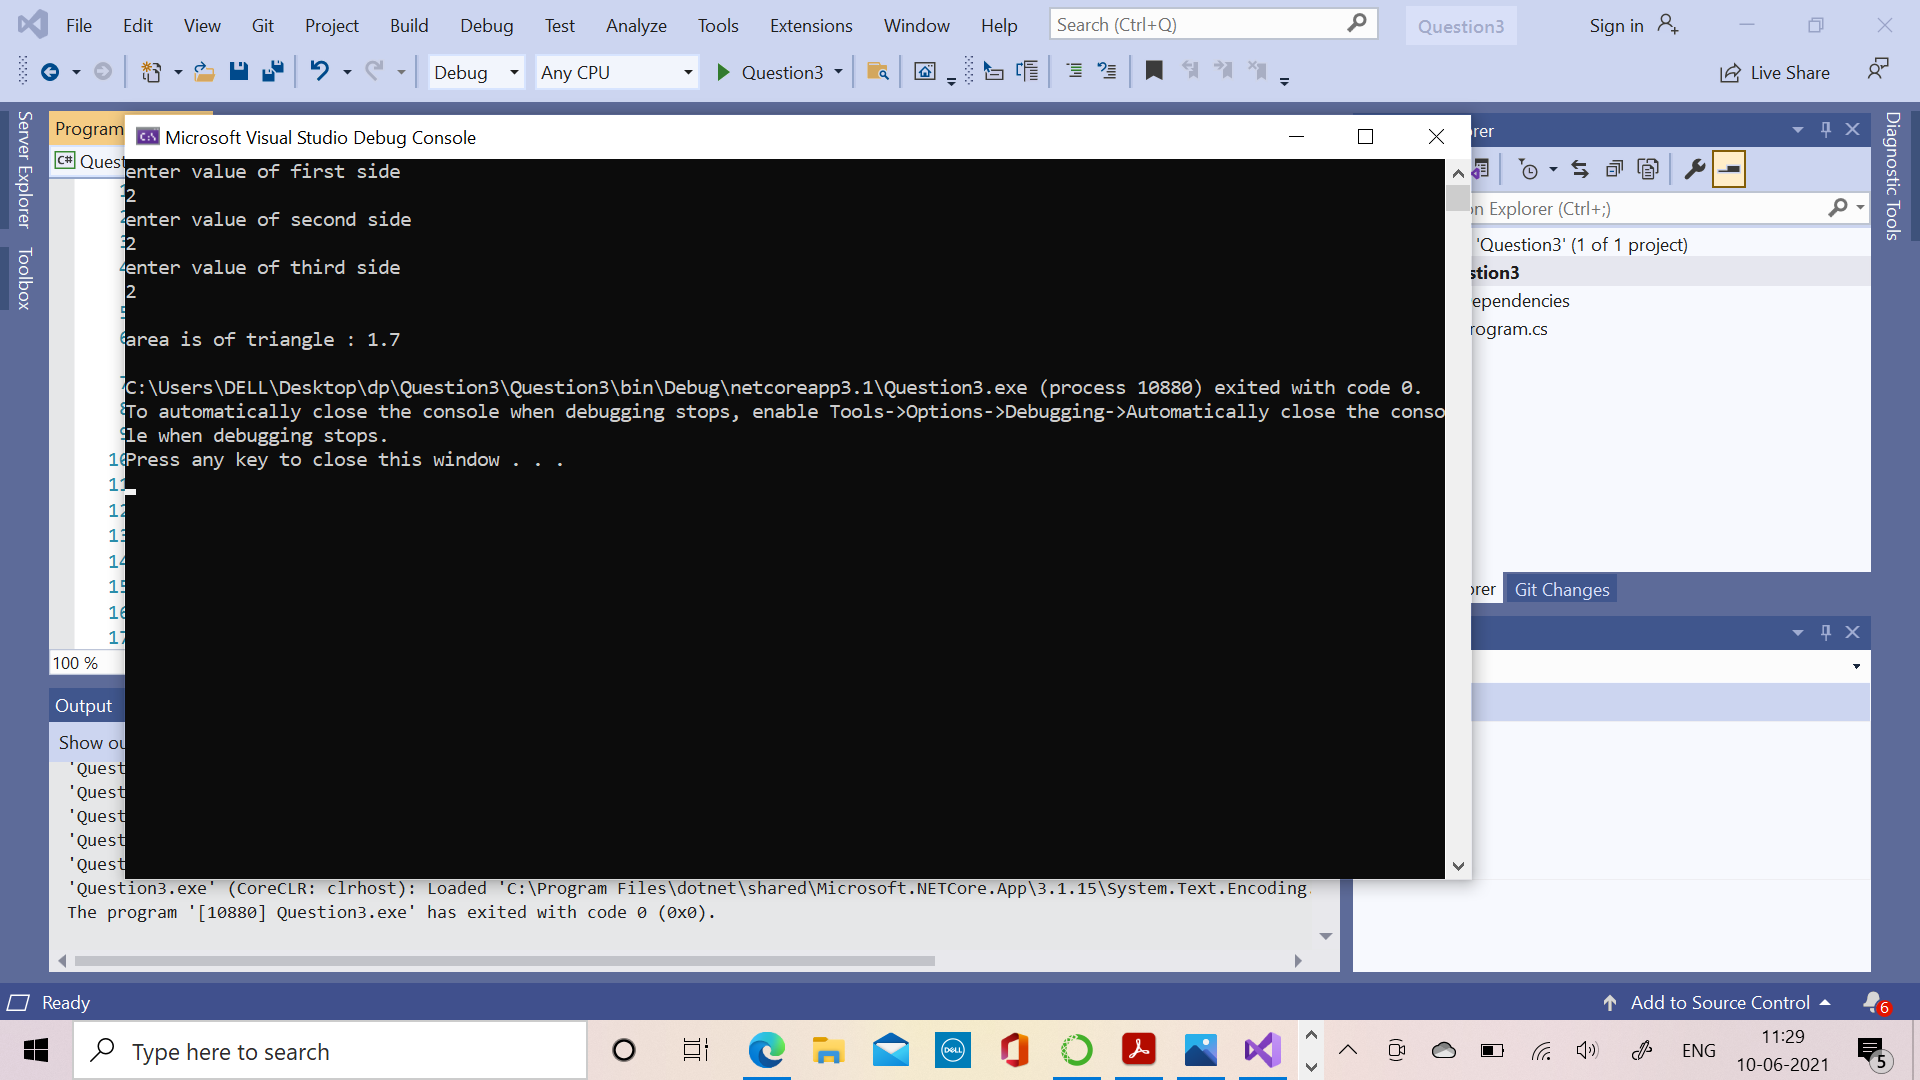 File Edit View Git Project Build Debug Test Analyze Tools Extensions Window Help Search (Ctrl+Q) Question3 Sign in
Debug Any CPU Question3 Live Share
Server Explorer
Toolbox
Program
C# Quest
Microsoft Visual Studio Debug Console
enter value of first side
2
enter value of second side
2
enter value of third side
2
area is of triangle : 1.7
C:\Users\DELL\Desktop\dp\Question3\Question3\bin\Debug\netcoreapp3.1\Question3.exe (process 10880) exited with code 0.
To automatically close the console when debugging stops, enable Tools->Options->Debugging->Automatically close the conso
le when debugging stops.
Press any key to close this window . . .
10
11
12
13
14
15
16
17
100 %
rer
on Explorer (Ctrl+;)
'Question3' (1 of 1 project)
stion3
ependencies
rogram.cs
orer Git Changes
Diagnostic Tools
Output
Show ou
'Quest
'Quest
'Quest
'Quest
'Quest
'Question3.exe' (CoreCLR: clrhost): Loaded 'C:\Program Files\dotnet\shared\Microsoft.NETCore.App\3.1.15\System.Text.Encoding.
The program '[10880] Question3.exe' has exited with code 0 (0x0).
Ready Add to Source Control 6
Type here to search DELL ENG 11:29
10-06-2021 5